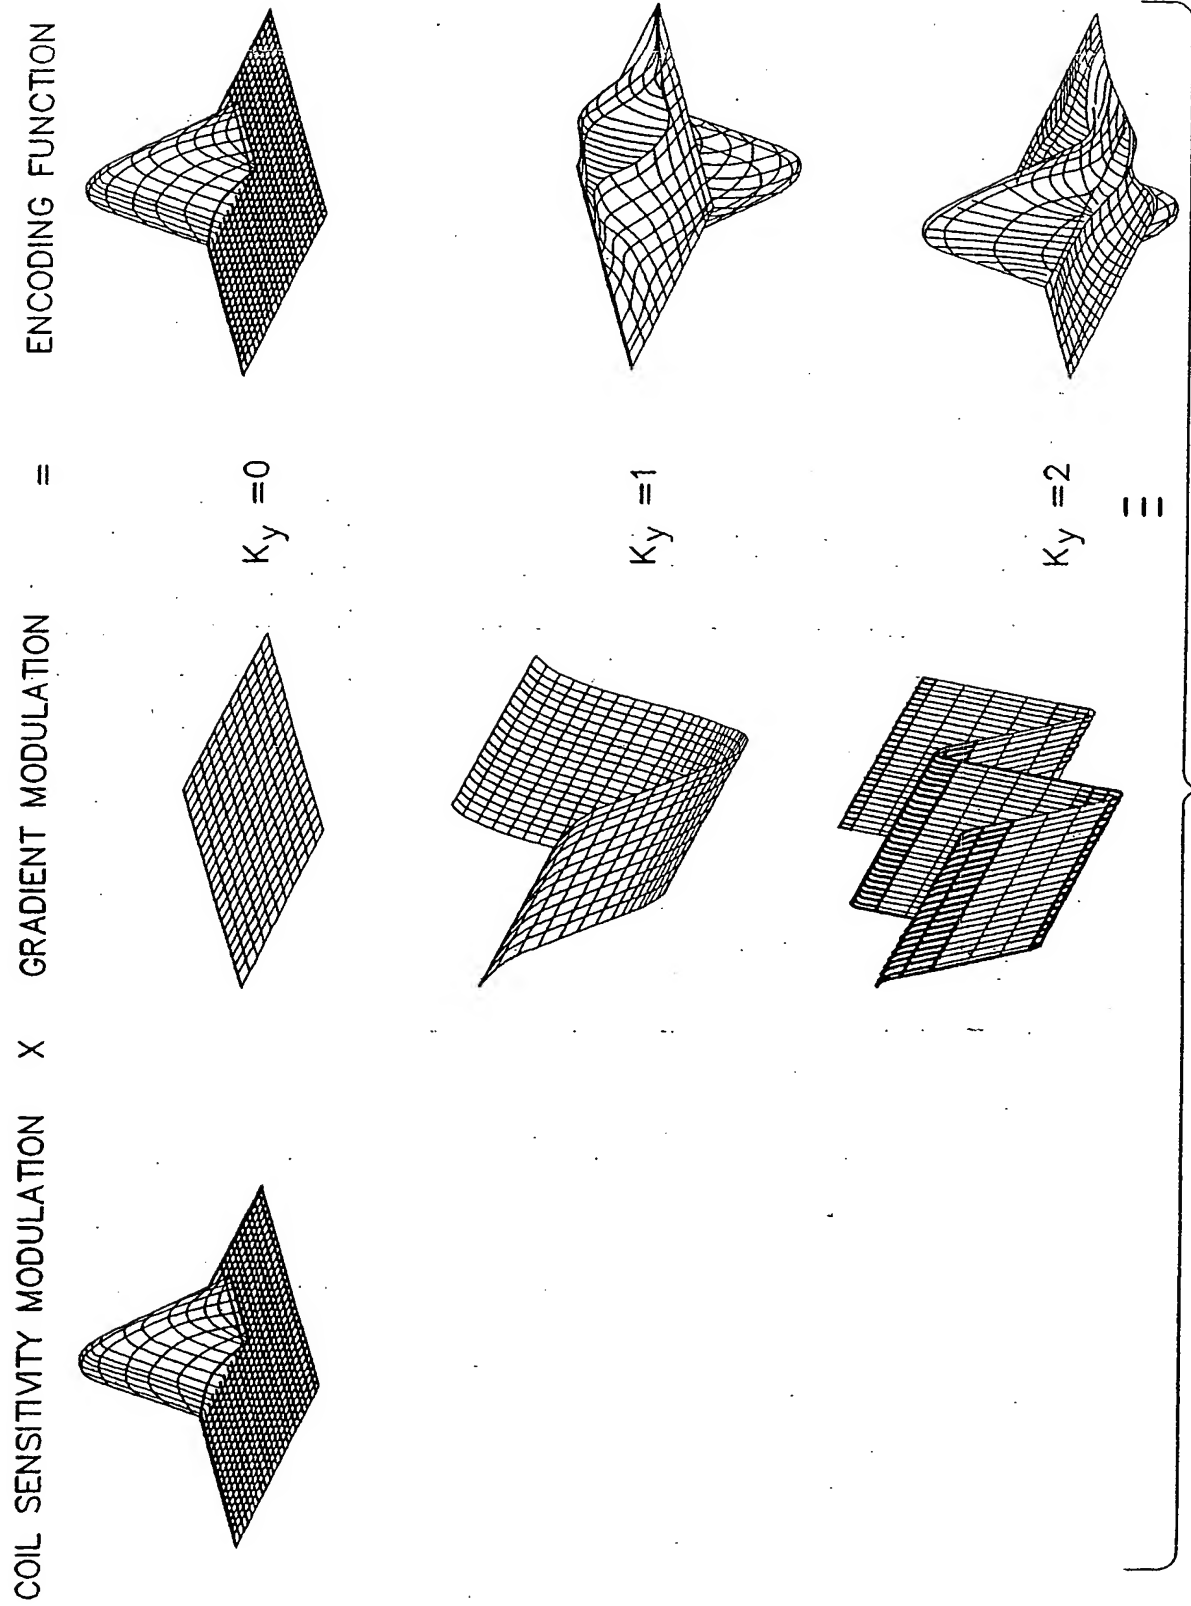 COIL SENSITIVITY MODULATION X GRADIENT MODULATION = ENCODING FUNCTION
Ky =0
Ky =1
Ky =2